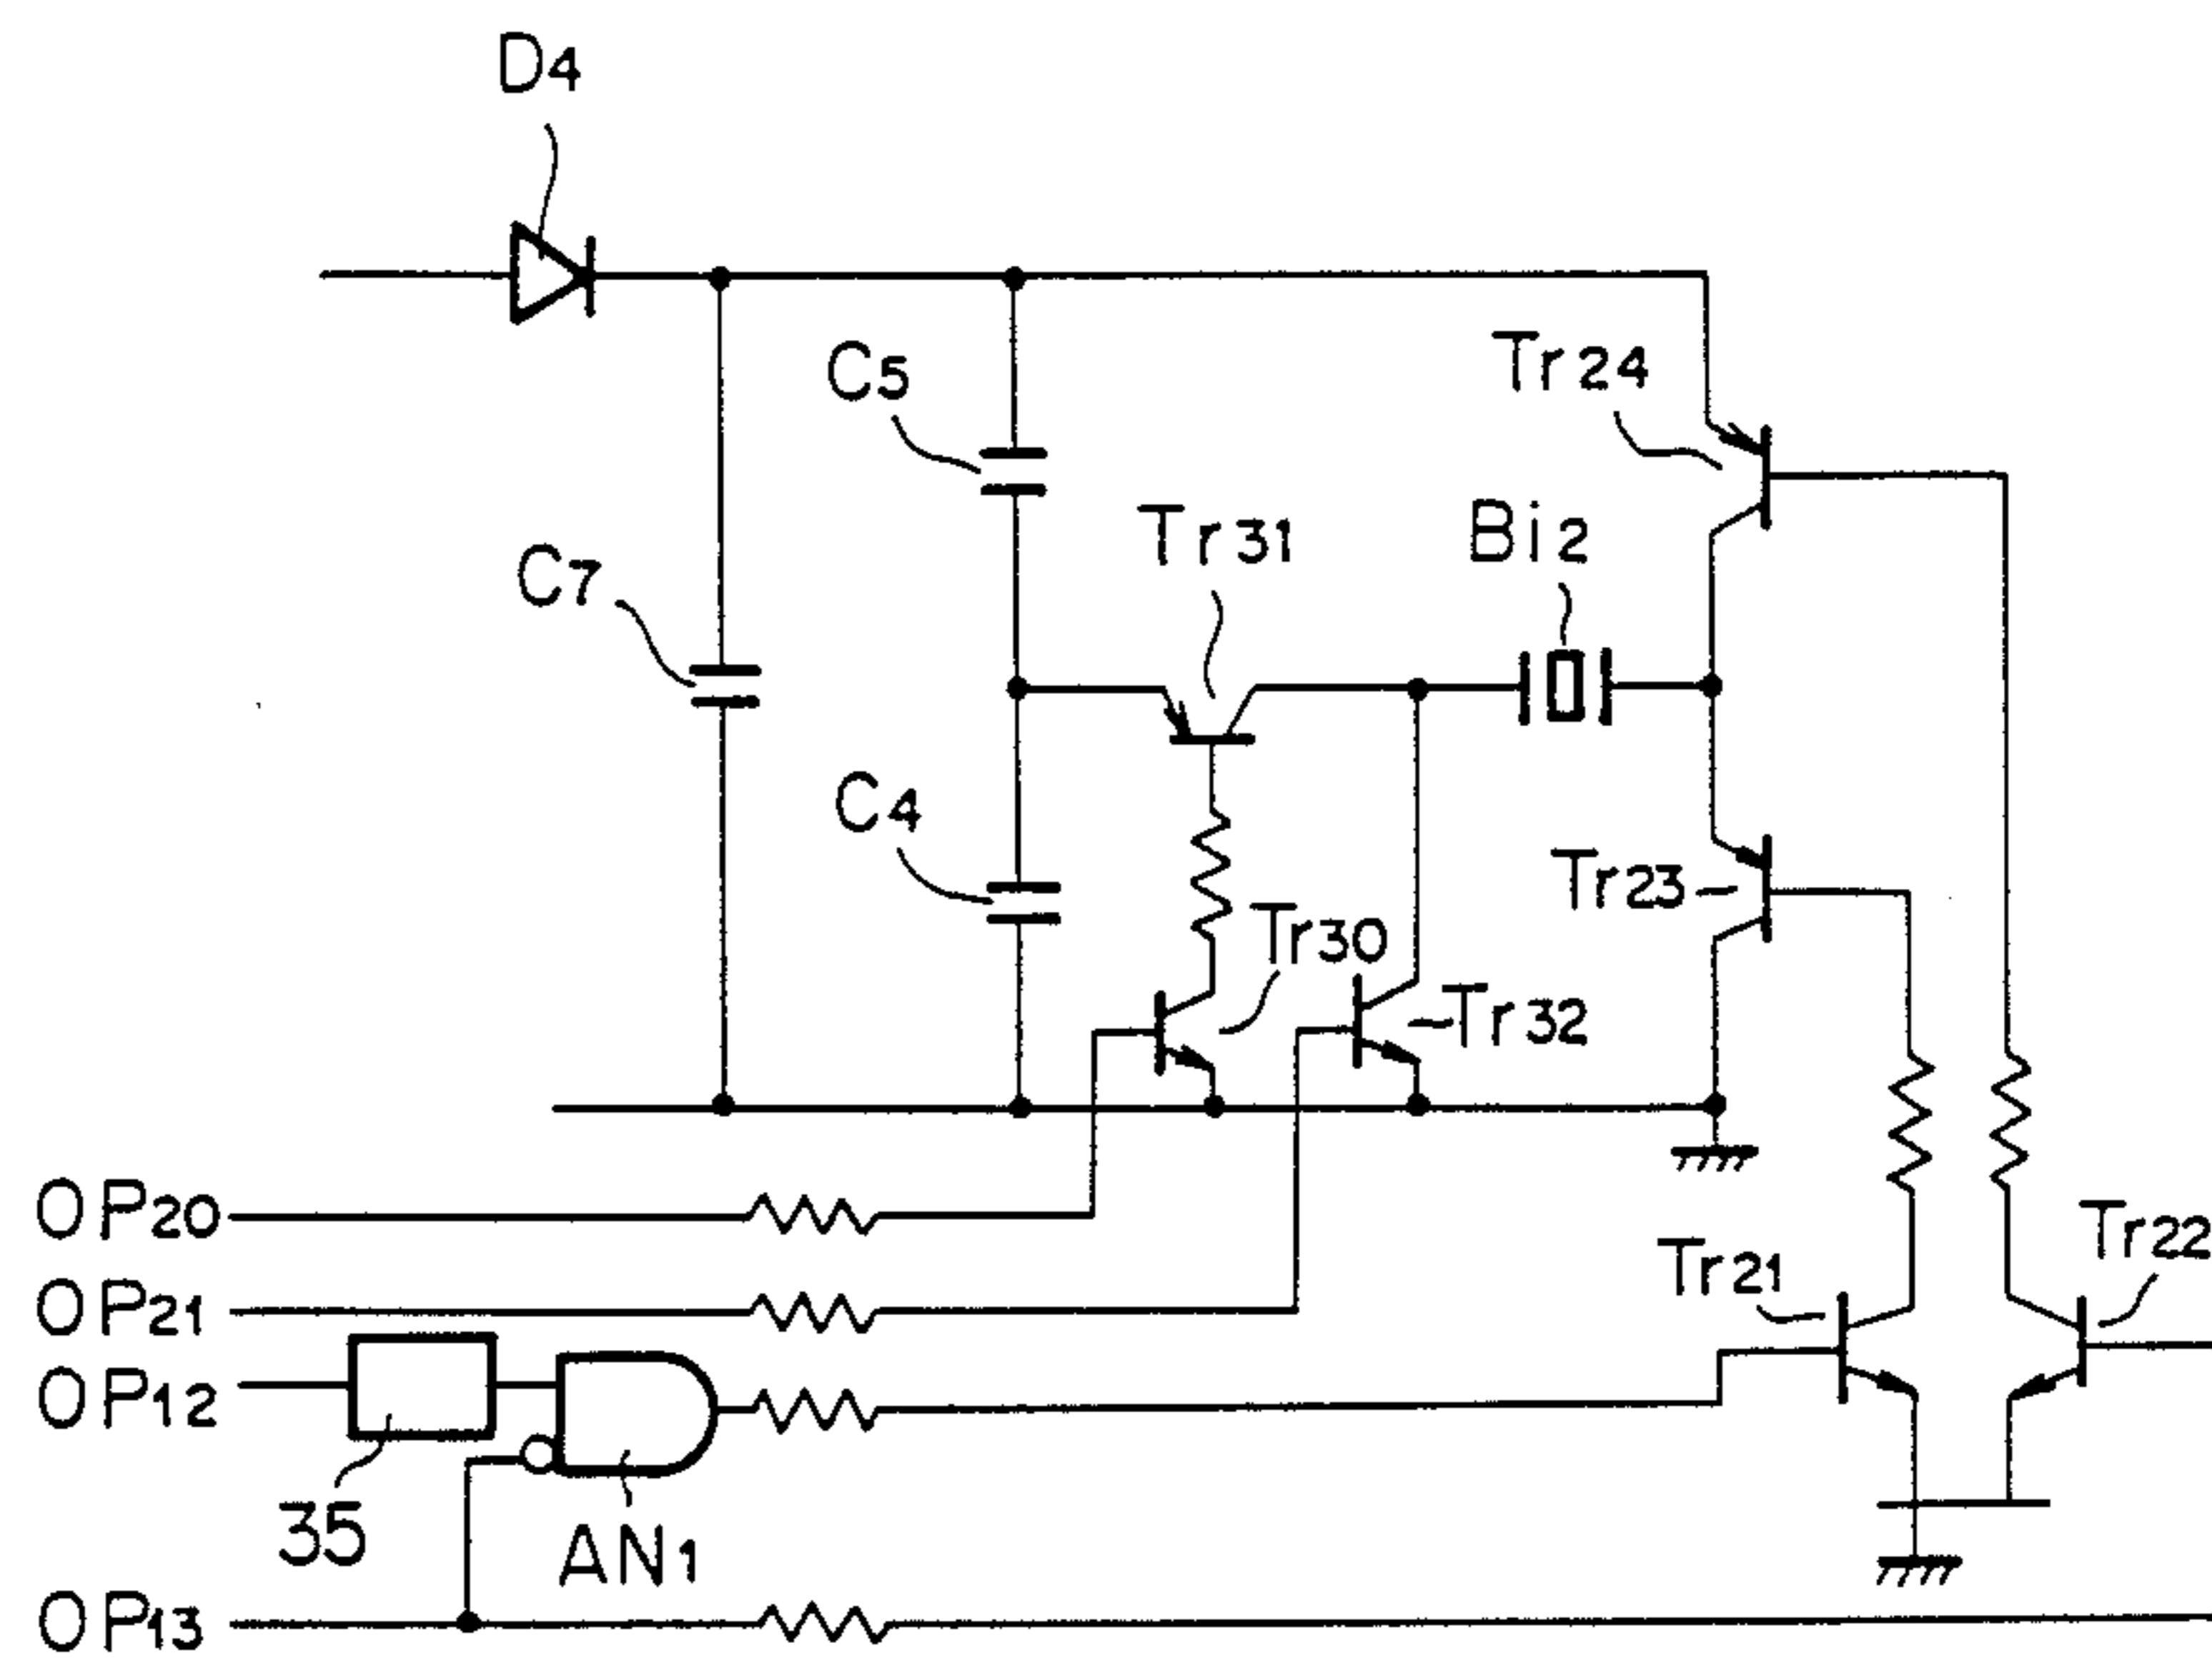 D4
C5
Tr24
Tr31
Bi2
C7
C4
Tr23
Tr30
Tr32
OP20
Tr22
Tr21
OP21
OP12
35
AN1
OP13